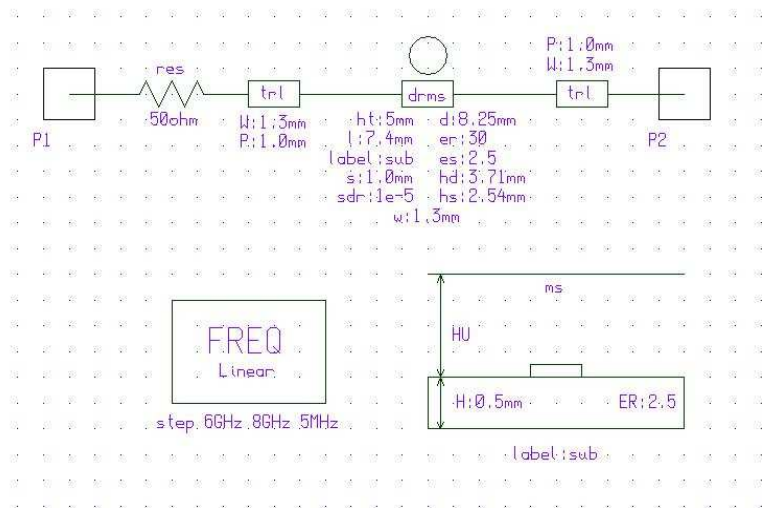 res
P:1.0mm
W:1.3mm
trl
drms
trl
50ohm
P1
W:1.3mm
P:1.0mm
ht:5mm d:8.25mm
l:7.4mm er:30
label:sub es:2.5
s:1.0mm hd:3.71mm
sdr:1e-5 hs:2.54mm
w:1.3mm
P2
ms
HU
FREQ
Linear
step 6GHz 8GHz 5MHz
H:0.5mm ER:2.5
label:sub